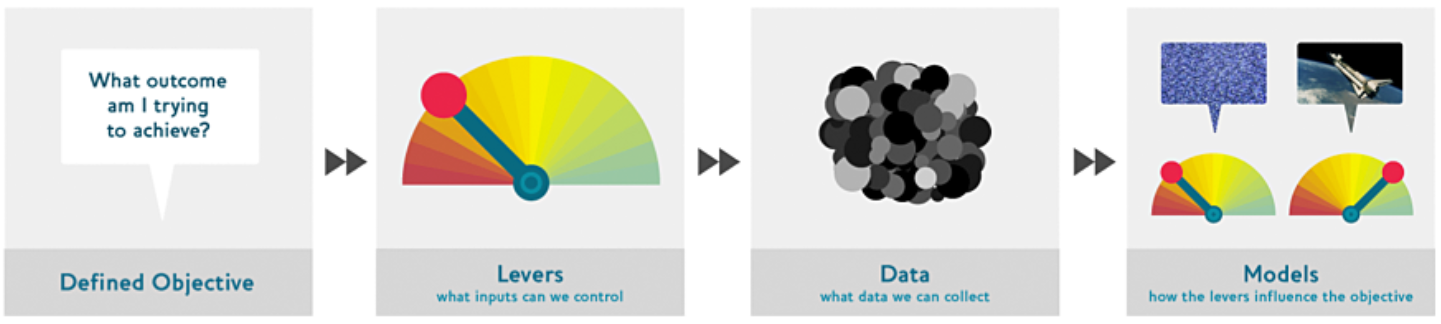 What outcome
am I trying
to achieve?
Defined Objective
Levers
what inputs can we control
Data
what data we can collect
Models
how the levers influence the objective